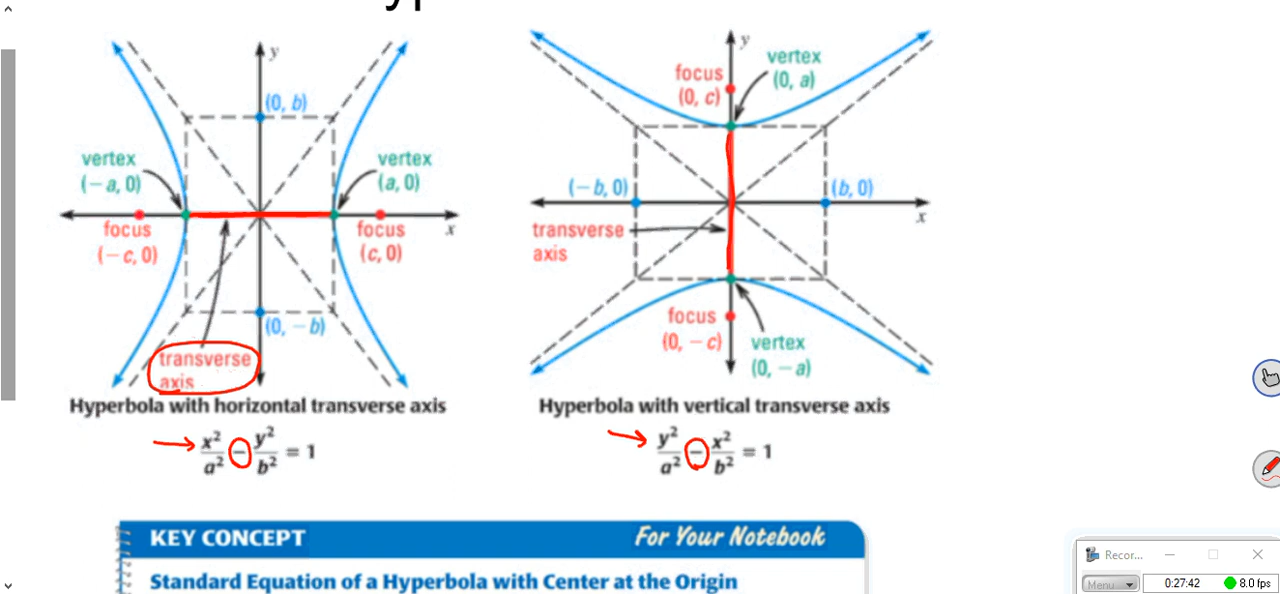 y
(0, b)
vertex
(−a, 0)
vertex
(a, 0)
focus
(−c, 0)
focus
(c, 0)
x
(0, −b)
transverse
axis
Hyperbola with horizontal transverse axis
x²/a² − y²/b² = 1
y
vertex
(0, a)
focus
(0, c)
(−b, 0)
(b, 0)
x
transverse
axis
focus
(0, −c)
vertex
(0, −a)
Hyperbola with vertical transverse axis
y²/a² − x²/b² = 1
KEY CONCEPT
For Your Notebook
Standard Equation of a Hyperbola with Center at the Origin
Recor...
Menu
0:27:42
8.0 fps